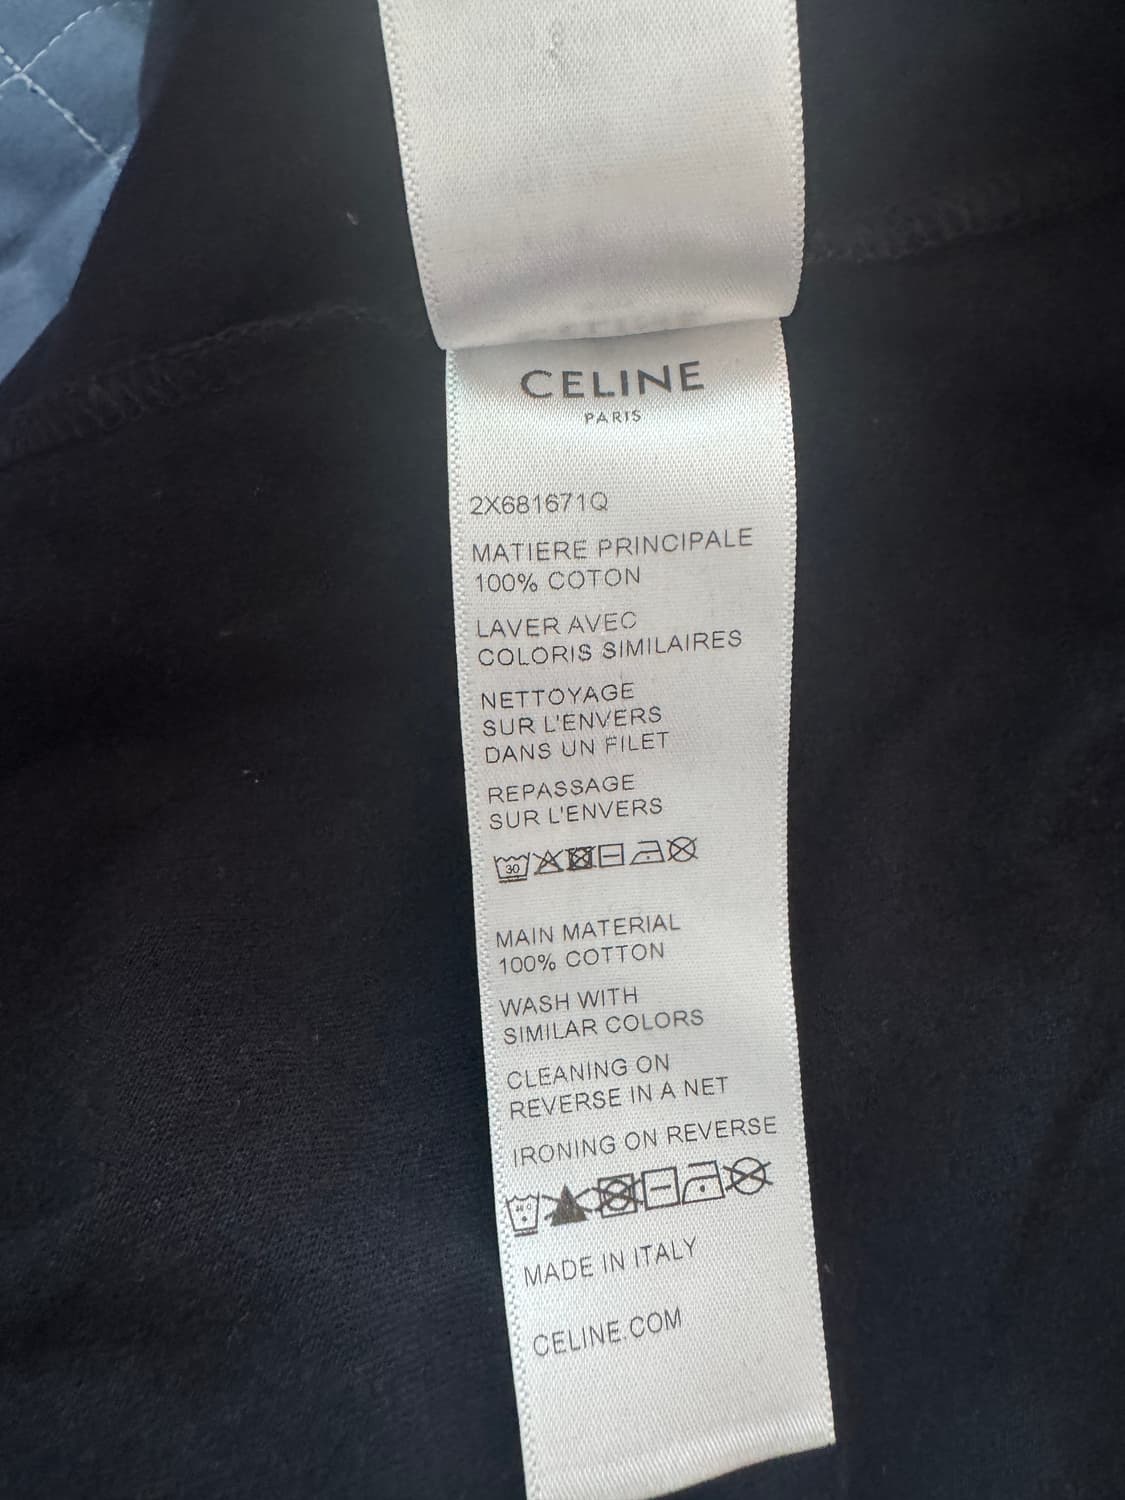 CELINE
PARIS
2X681671Q
MATIERE PRINCIPALE
100% COTON
LAVER AVEC
COLORIS SIMILAIRES
NETTOYAGE
SUR L'ENVERS
DANS UN FILET
REPASSAGE
SUR L'ENVERS
30
MAIN MATERIAL
100% COTTON
WASH WITH
SIMILAR COLORS
CLEANING ON
REVERSE IN A NET
IRONING ON REVERSE
MADE IN ITALY
CELINE.COM